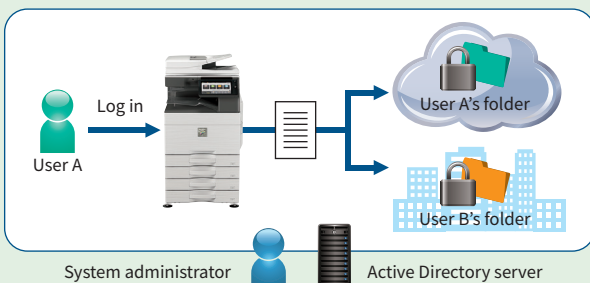 User A's folder
Log in
User A
User B's folder
System administrator
Active Directory server